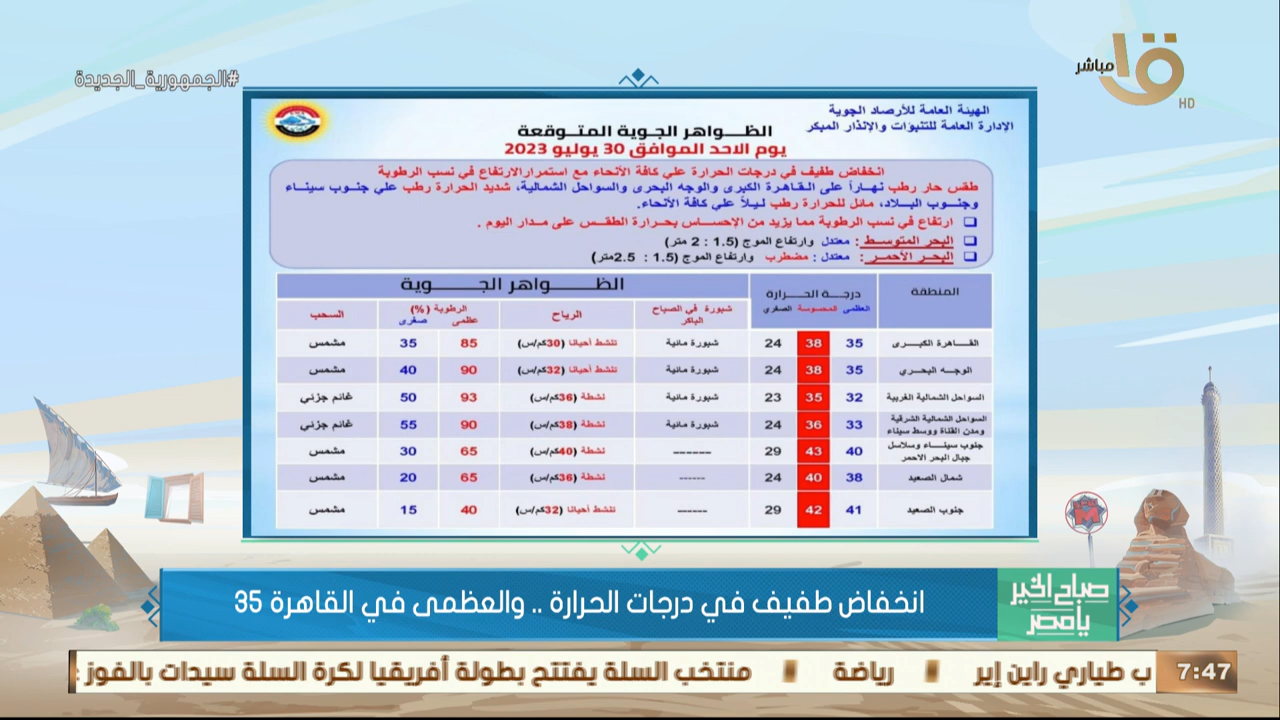 #الجمهورية_الجديدة
مباشر
HD
الهيئة العامة للأرصاد الجوية
الإدارة العامة للتنبؤات والإنذار المبكر
الظـــواهر الجـوية المتـوقعة
يوم الاحد الموافق 30 يوليو 2023
انخفاض طفيف في درجات الحرارة علي كافة الأنحاء مع استمرار الارتفاع في نسب الرطوبة
طقس حار رطب نهاراً على القاهرة الكبرى والوجه البحرى والسواحل الشمالية، شديد الحرارة رطب علي جنوب سيناء
وجنوب البلاد، مائل للحرارة رطب ليلاً علي كافة الأنحاء.
ارتفاع في نسب الرطوبة مما يزيد من الإحساس بحرارة الطقس على مدار اليوم .
البحر المتوسط : معتدل وارتفاع الموج (1.5 : 2 متر)
البحر الأحمر : معتدل : مضطرب وارتفاع الموج (1.5 : 2.5متر)
المنطقة درجـة الحـرارة الظـــواهر الجــــوية
العظمى المحسوسة الصغرى شبورة في الصباح الباكر الرياح الرطوبة (%) عظمى صغرى السحب
القـاهرة الكبـرى 35 38 24 شبورة مائية تنشط أحيانا (30كم/س) 85 35 مشمس
الوجـه البحـري 35 38 24 شبورة مائية تنشط أحيانا (32كم/س) 90 40 مشمس
السواحل الشمالية الغربية 32 35 23 شبورة مائية نشطة (36كم/س) 93 50 غائم جزئي
السواحل الشمالية الشرقية ومدن القناة ووسط سيناء 33 36 24 شبورة مائية نشطة (38كم/س) 90 55 غائم جزئي
جنوب سيناء وسلاسل جبال البحر الاحمر 40 43 29 ------ نشطة (40كم/س) 65 30 مشمس
شمال الصعيد 38 40 24 ------ نشطة (36كم/س) 65 20 مشمس
جنوب الصعيد 41 42 29 ------ تنشط أحيانا (32كم/س) 40 15 مشمس
صباح الخير
يا مصر
انخفاض طفيف في درجات الحرارة .. والعظمى في القاهرة 35
7:47
ب طياري راين إير رياضة منتخب السلة يفتتح بطولة أفريقيا لكرة السلة سيدات بالفوز